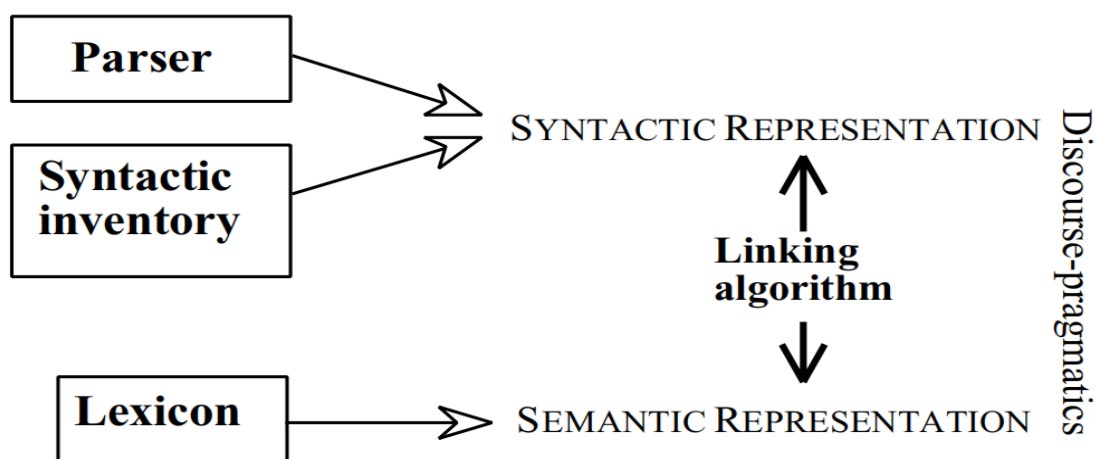 Parser
SYNTACTIC REPRESENTATION
Discourse-pragmatics
Syntactic
inventory
Linking
algorithm
Lexicon
SEMANTIC REPRESENTATION